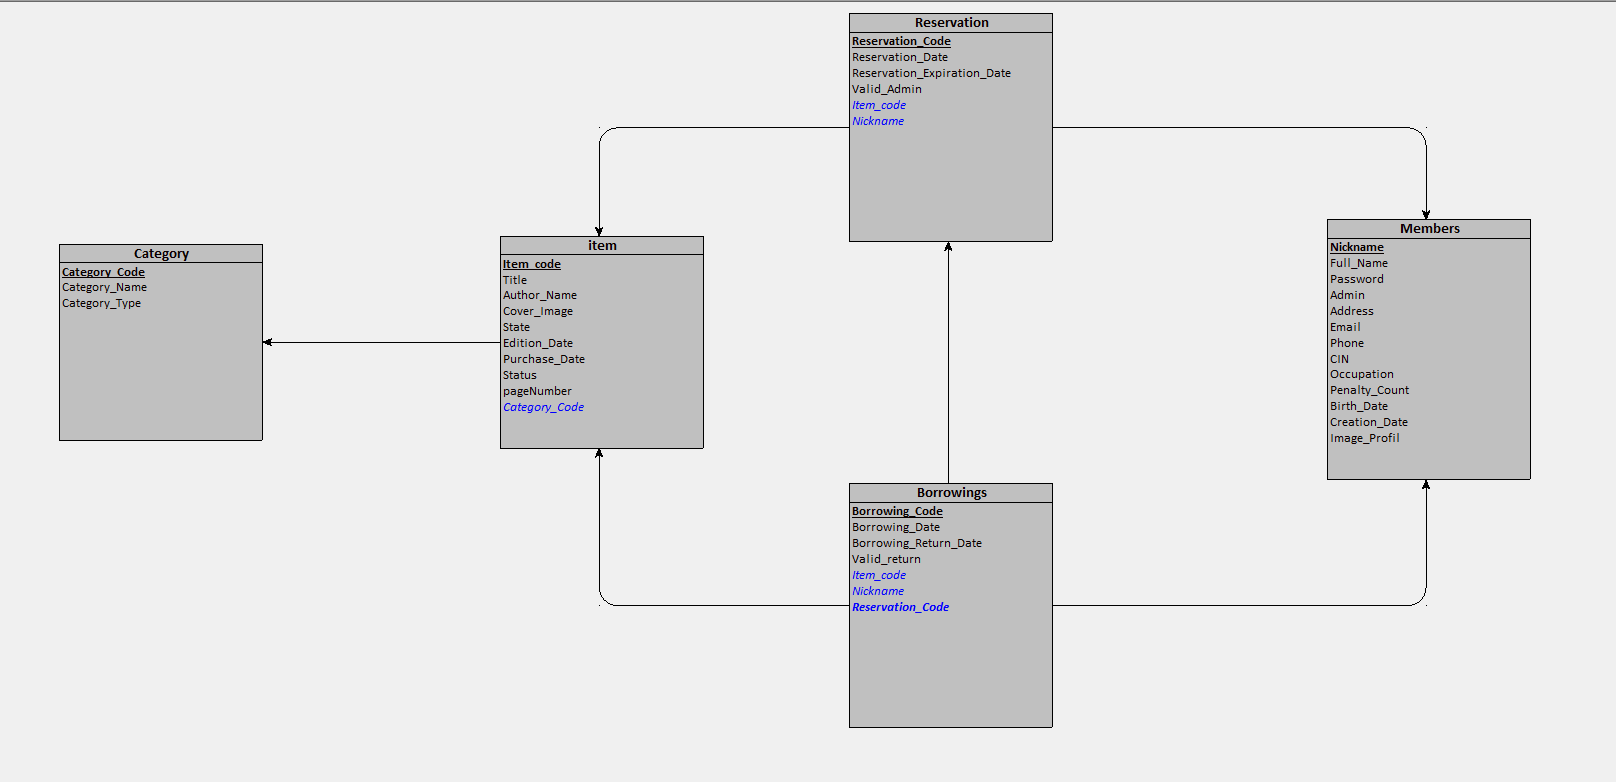 Reservation
Reservation_Code
Reservation_Date
Reservation_Expiration_Date
Valid_Admin
Item_code
Nickname
Category
Category_Code
Category_Name
Category_Type
item
Item_code
Title
Author_Name
Cover_Image
State
Edition_Date
Purchase_Date
Status
pageNumber
Category_Code
Members
Nickname
Full_Name
Password
Admin
Address
Email
Phone
CIN
Occupation
Penalty_Count
Birth_Date
Creation_Date
Image_Profil
Borrowings
Borrowing_Code
Borrowing_Date
Borrowing_Return_Date
Valid_return
Item_code
Nickname
Reservation_Code